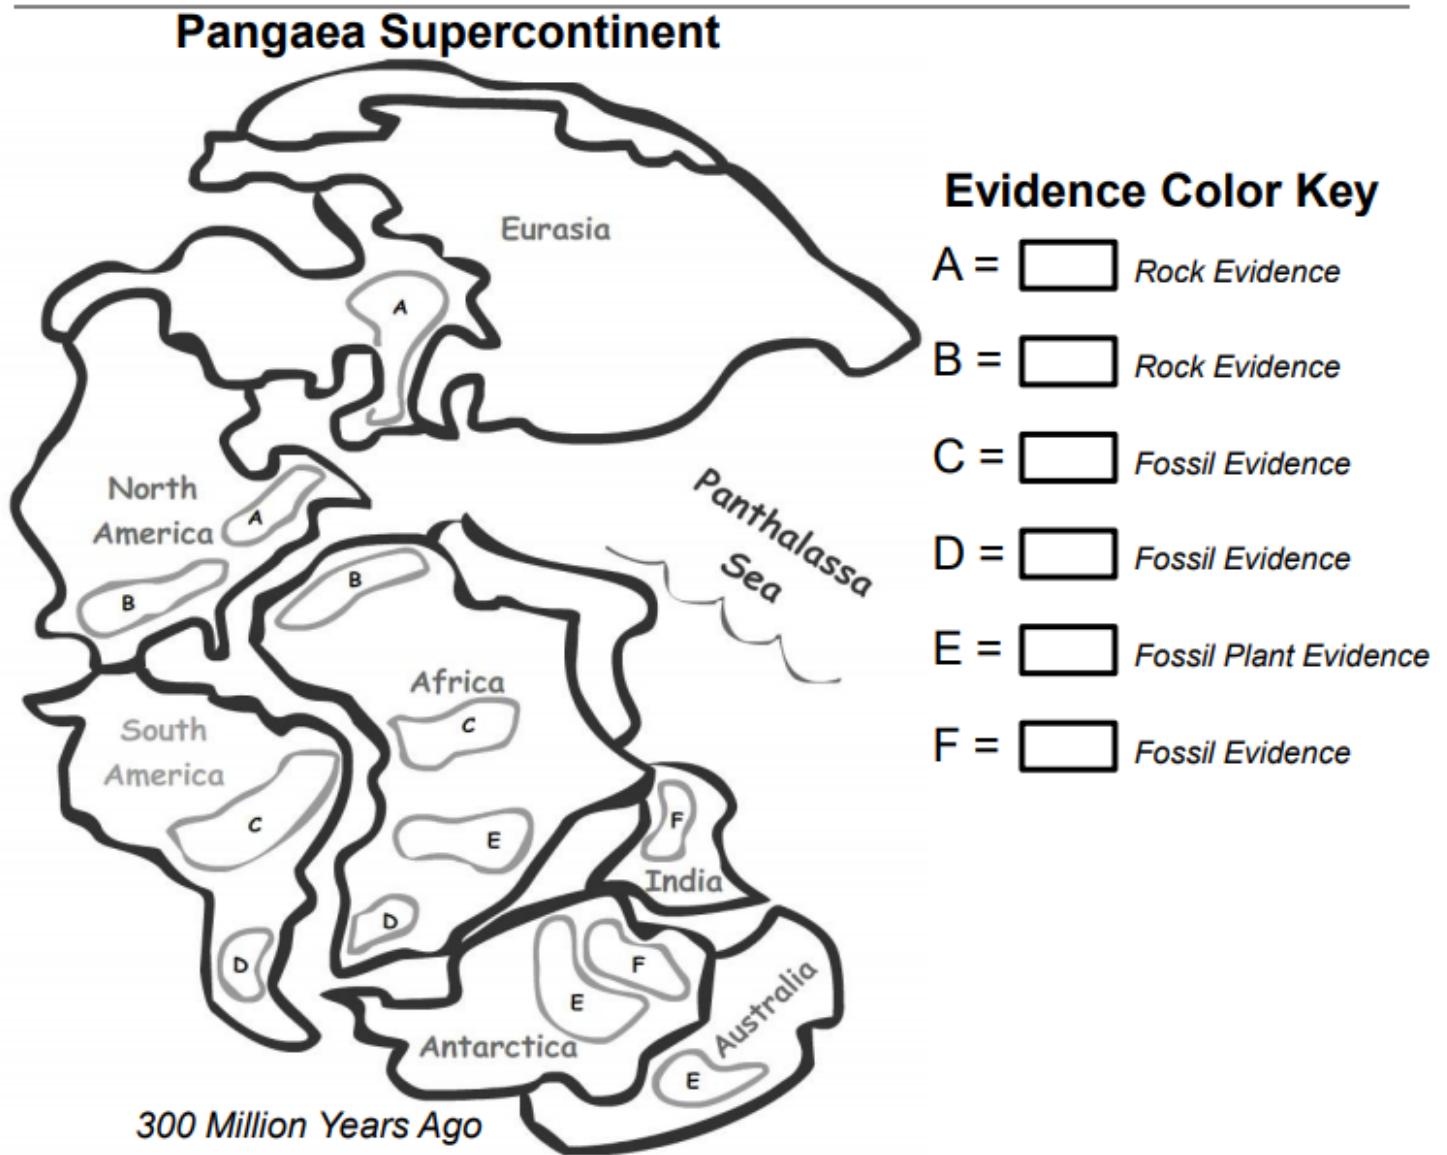 Pangaea Supercontinent
Eurasia
A
North
America
A
B
B
Panthalassa
Sea
Africa
C
South
America
C
E
D
D
F
India
E
F
Antarctica
Australia
E
300 Million Years Ago
Evidence Color Key
A = Rock Evidence
B = Rock Evidence
C = Fossil Evidence
D = Fossil Evidence
E = Fossil Plant Evidence
F = Fossil Evidence